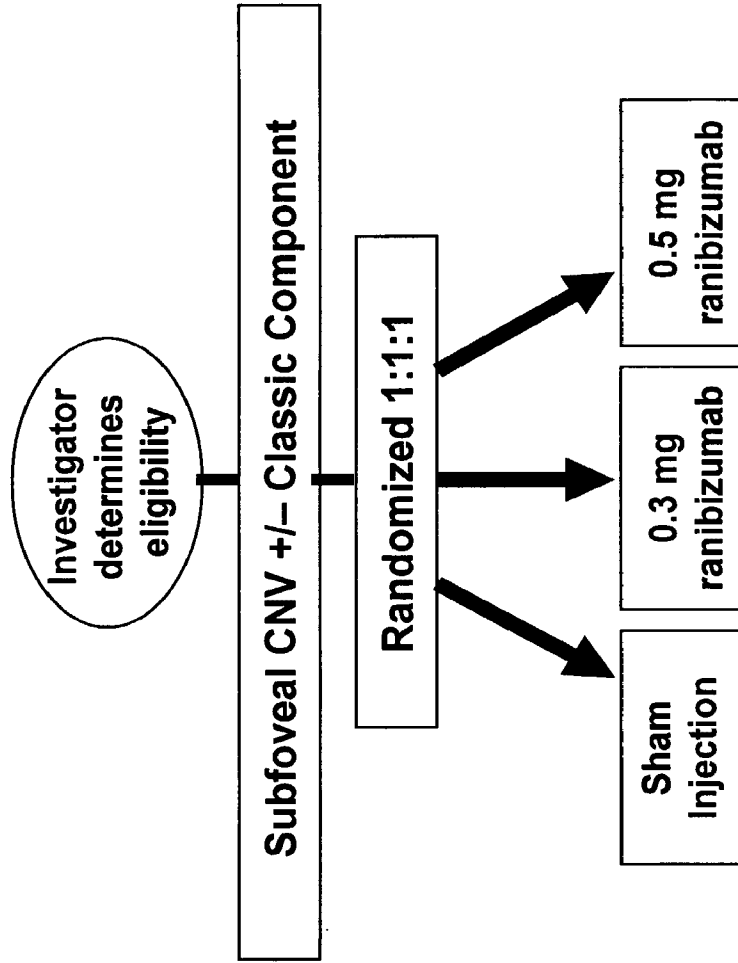 Investigator
determines
eligibility
Subfoveal CNV +/– Classic Component
Randomized 1:1:1
Sham
Injection
0.3 mg
ranibizumab
0.5 mg
ranibizumab